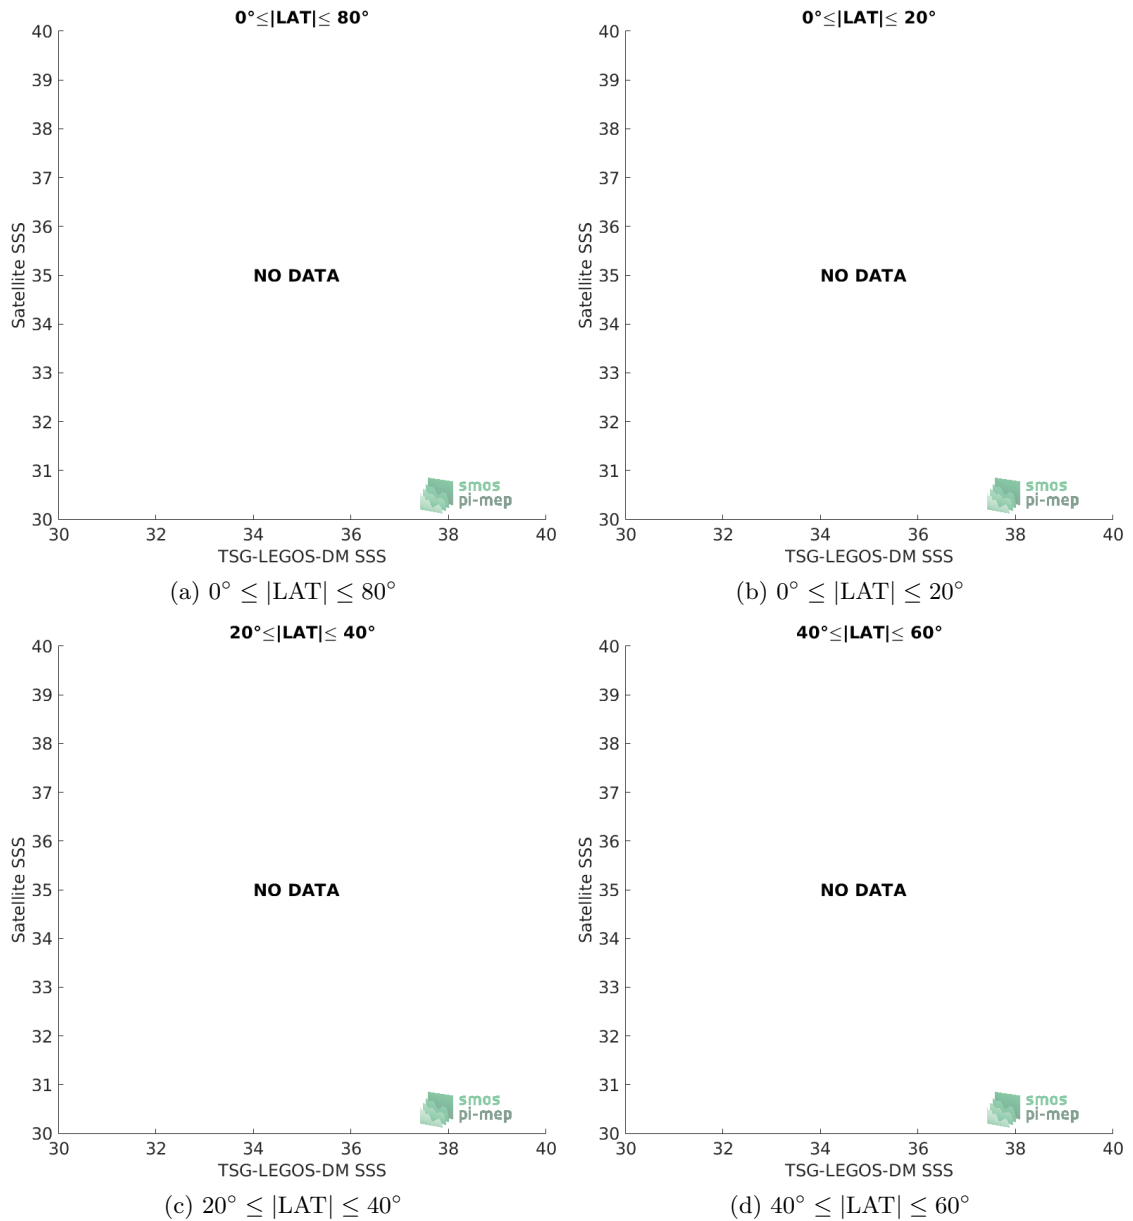 0°≤|LAT|≤ 80°
40
39
38
37
36
35
34
33
32
31
30
Satellite SSS
NO DATA
smos
pi-mep
30 32 34 36 38 40
TSG-LEGOS-DM SSS
(a) 0° ≤ |LAT| ≤ 80°
0°≤|LAT|≤ 20°
40
39
38
37
36
35
34
33
32
31
30
Satellite SSS
NO DATA
smos
pi-mep
30 32 34 36 38 40
TSG-LEGOS-DM SSS
(b) 0° ≤ |LAT| ≤ 20°
20°≤|LAT|≤ 40°
40
39
38
37
36
35
34
33
32
31
30
Satellite SSS
NO DATA
smos
pi-mep
30 32 34 36 38 40
TSG-LEGOS-DM SSS
(c) 20° ≤ |LAT| ≤ 40°
40°≤|LAT|≤ 60°
40
39
38
37
36
35
34
33
32
31
30
Satellite SSS
NO DATA
smos
pi-mep
30 32 34 36 38 40
TSG-LEGOS-DM SSS
(d) 40° ≤ |LAT| ≤ 60°